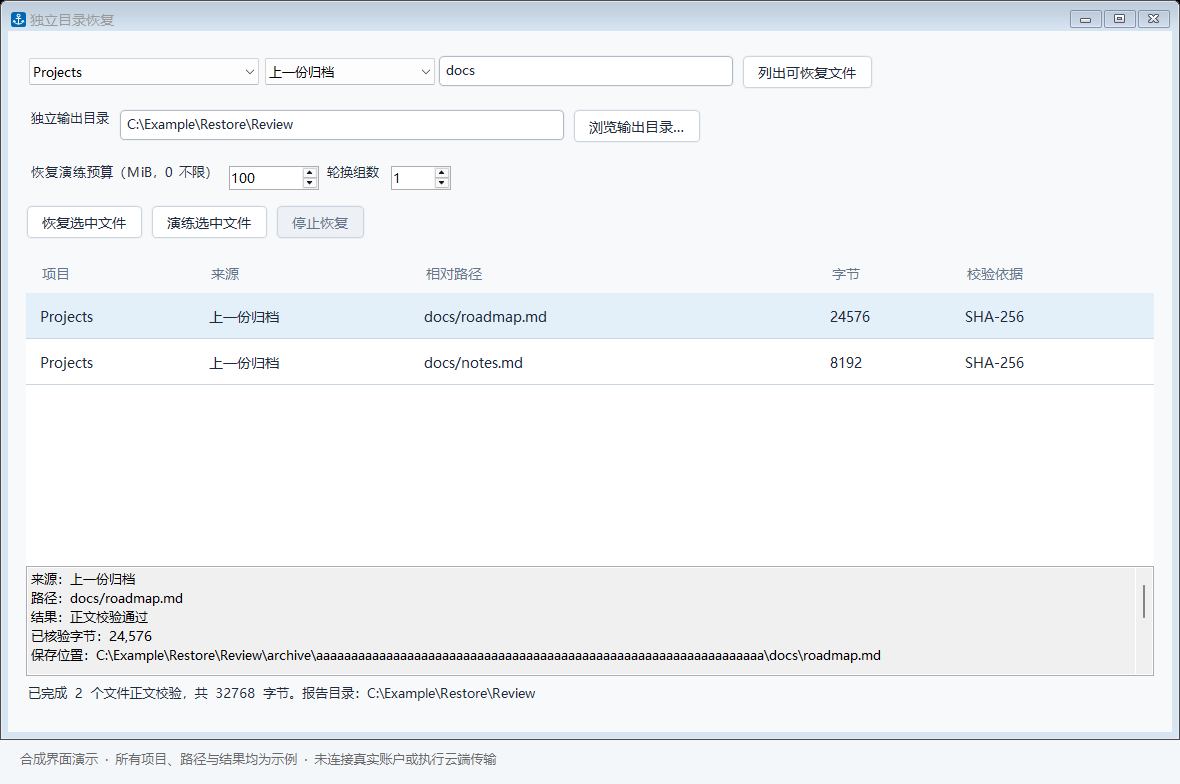 独立目录恢复
Projects 上一份归档 docs 列出可恢复文件
独立输出目录 C:\Example\Restore\Review 浏览输出目录...
恢复演练预算（MiB，0 不限） 100 轮换组数 1
恢复选中文件 演练选中文件 停止恢复
项目 来源 相对路径 字节 校验依据
Projects 上一份归档 docs/roadmap.md 24576 SHA-256
Projects 上一份归档 docs/notes.md 8192 SHA-256
来源：上一份归档
路径：docs/roadmap.md
结果：正文校验通过
已核验字节：24,576
保存位置：C:\Example\Restore\Review\archive\aaaaaaaaaaaaaaaaaaaaaaaaaaaaaaaaaaaaaaaaaaaaaaaaaaaaaaaaaaaaaaaa\docs\roadmap.md
已完成 2 个文件正文校验，共 32768 字节。报告目录：C:\Example\Restore\Review
合成界面演示 · 所有项目、路径与结果均为示例 · 未连接真实账户或执行云端传输